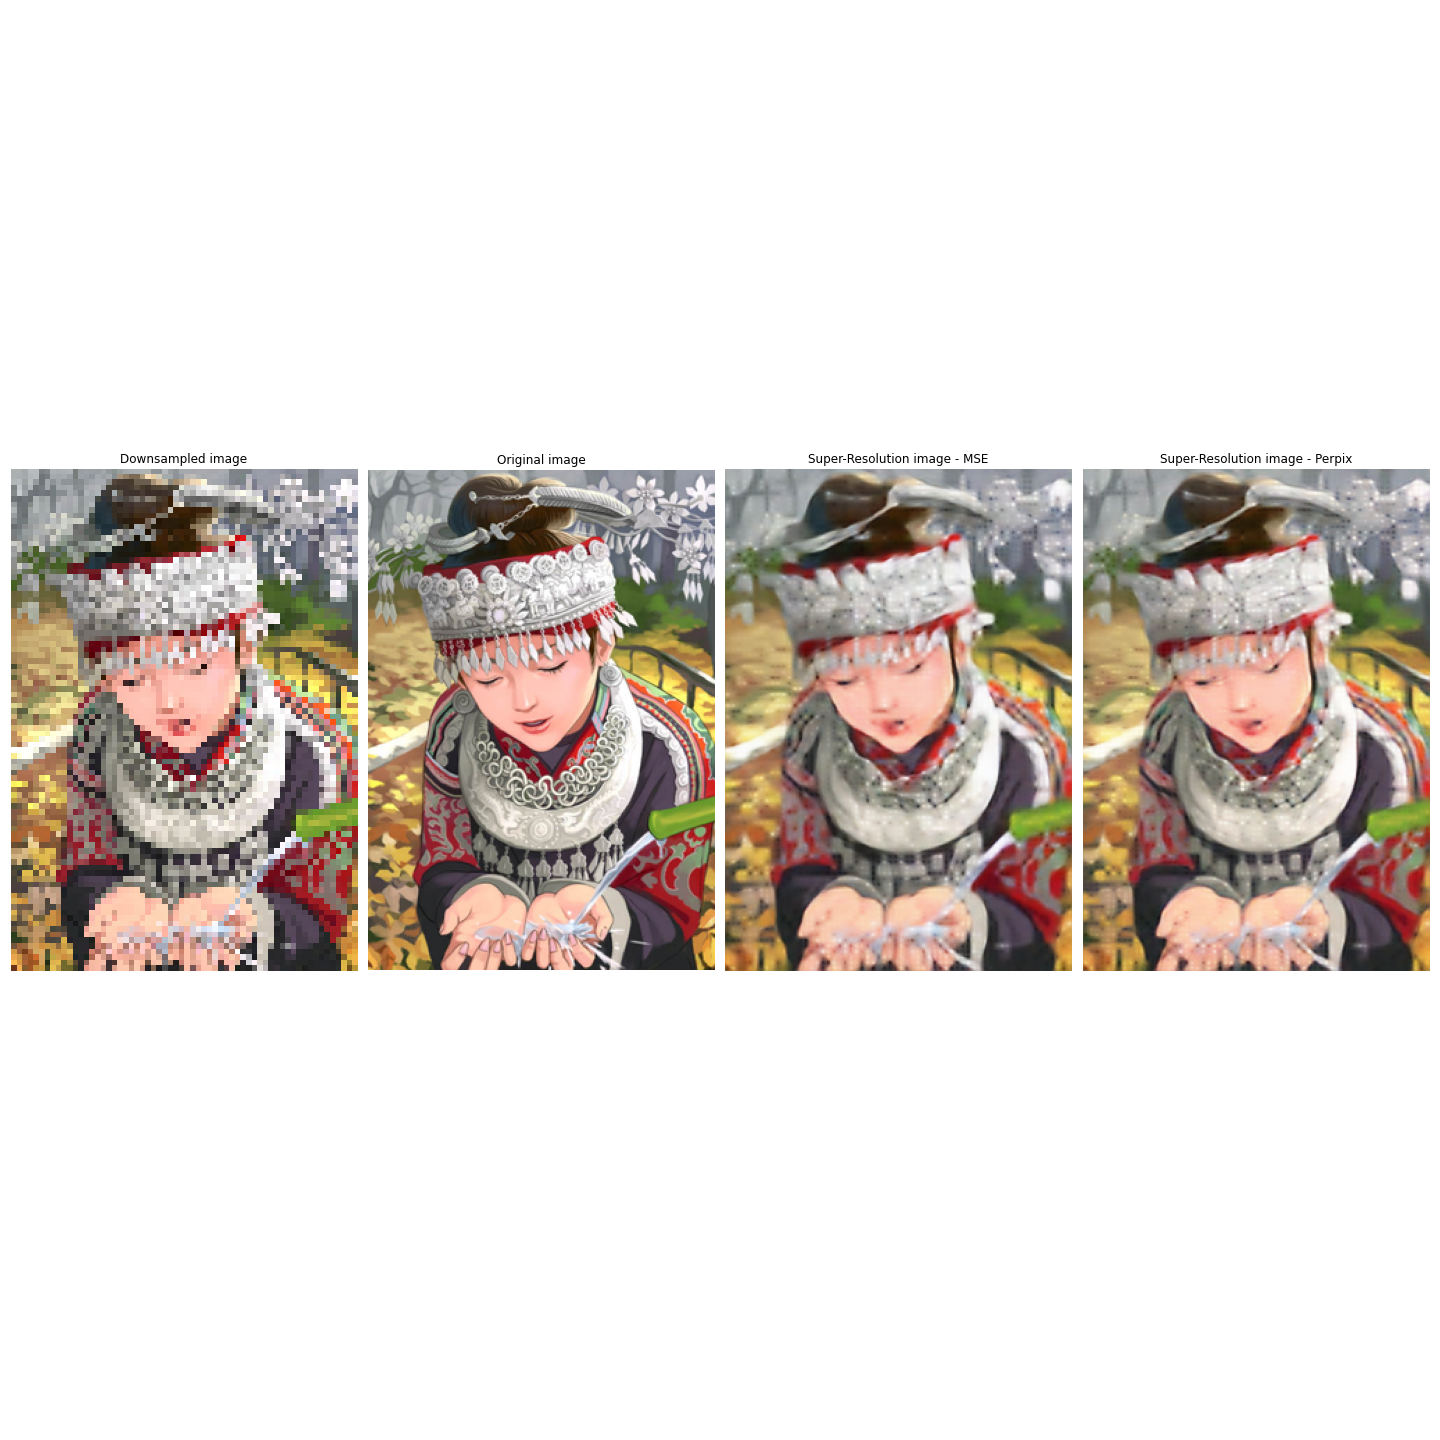 Downsampled image
Original image
Super-Resolution image - MSE
Super-Resolution image - Perpix